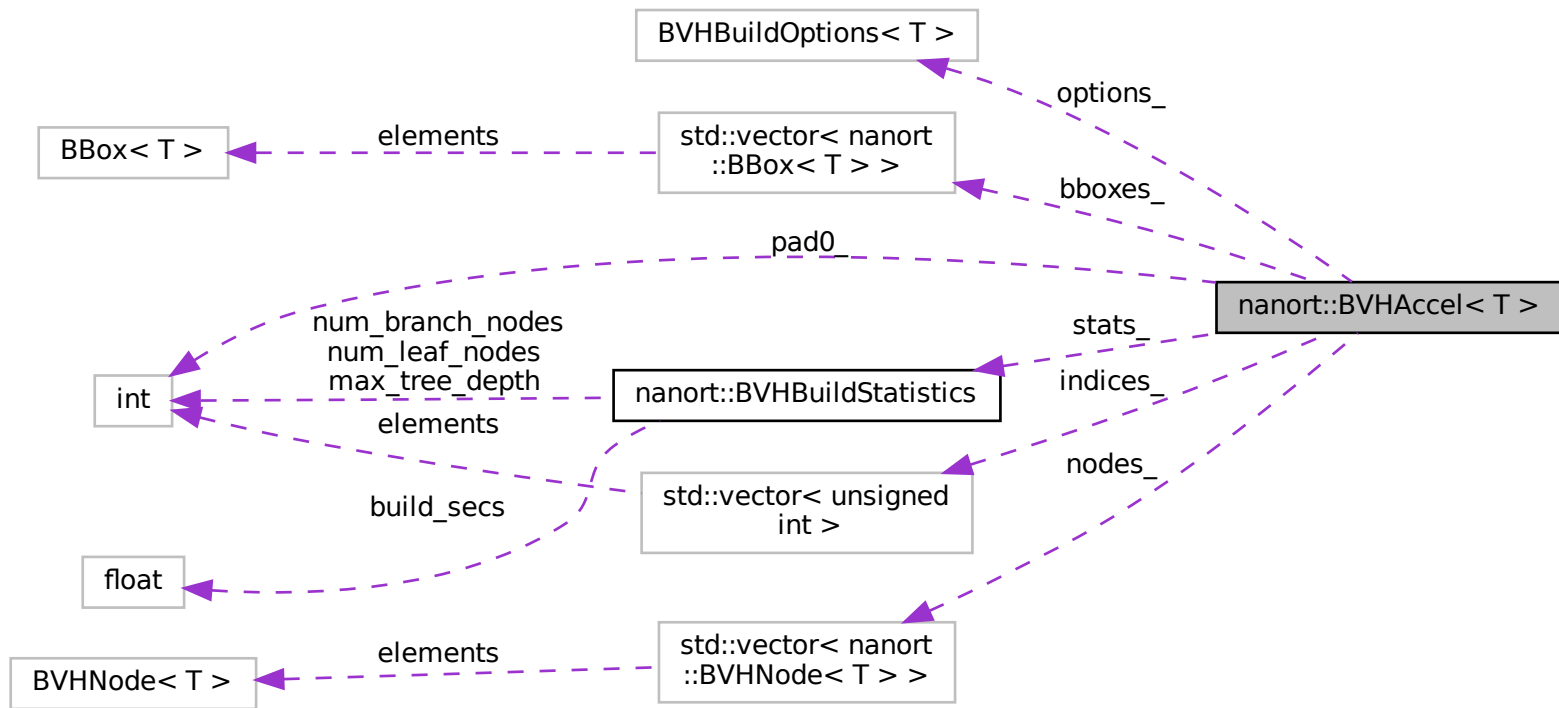 BVHBuildOptions< T >
options_
BBox< T >
elements
std::vector< nanort
::BBox< T > >
bboxes_
pad0_
nanort::BVHAccel< T >
num_branch_nodes
num_leaf_nodes
max_tree_depth
stats_
int
nanort::BVHBuildStatistics
indices_
elements
nodes_
build_secs
std::vector< unsigned
int >
float
BVHNode< T >
elements
std::vector< nanort
::BVHNode< T > >